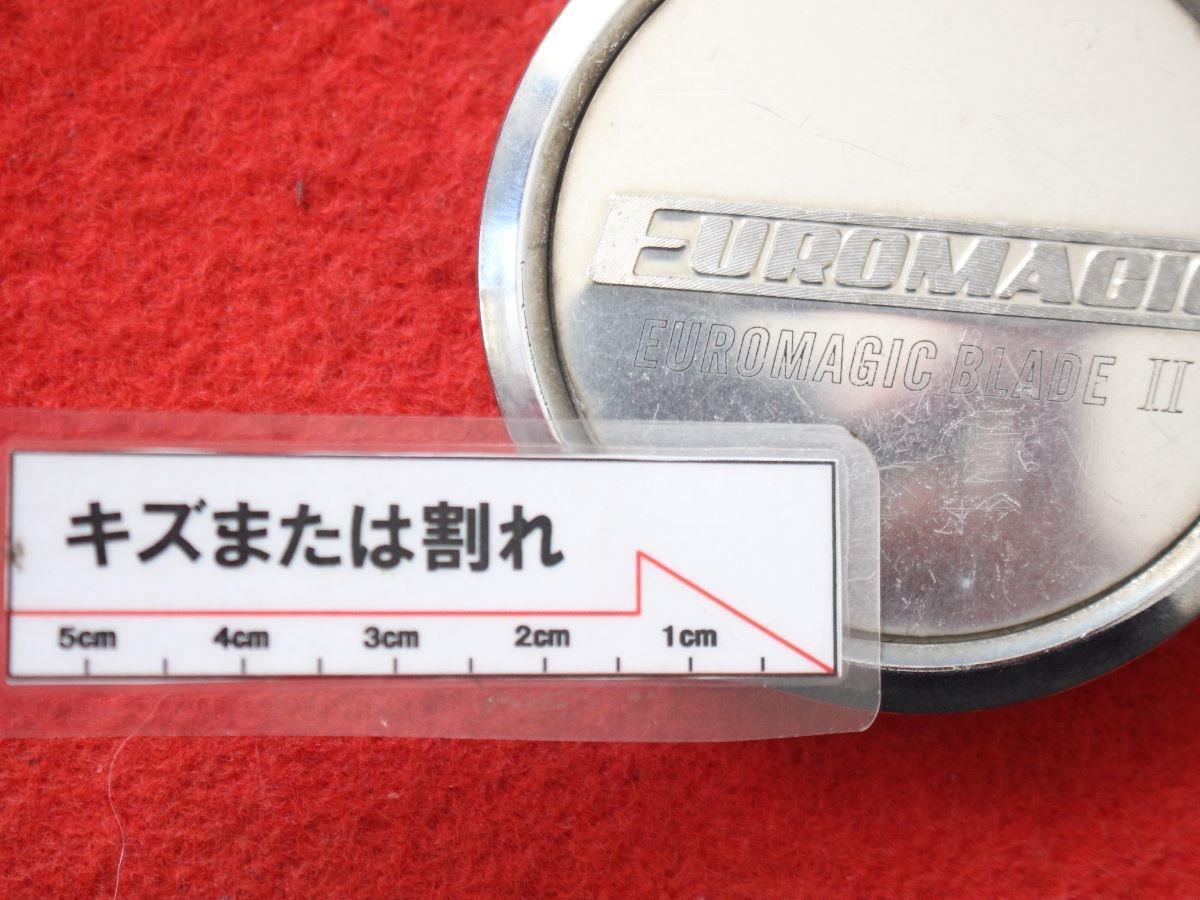 EUROMAGIC
EUROMAGIC BLADE II
キズまたは割れ
5cm 4cm 3cm 2cm 1cm